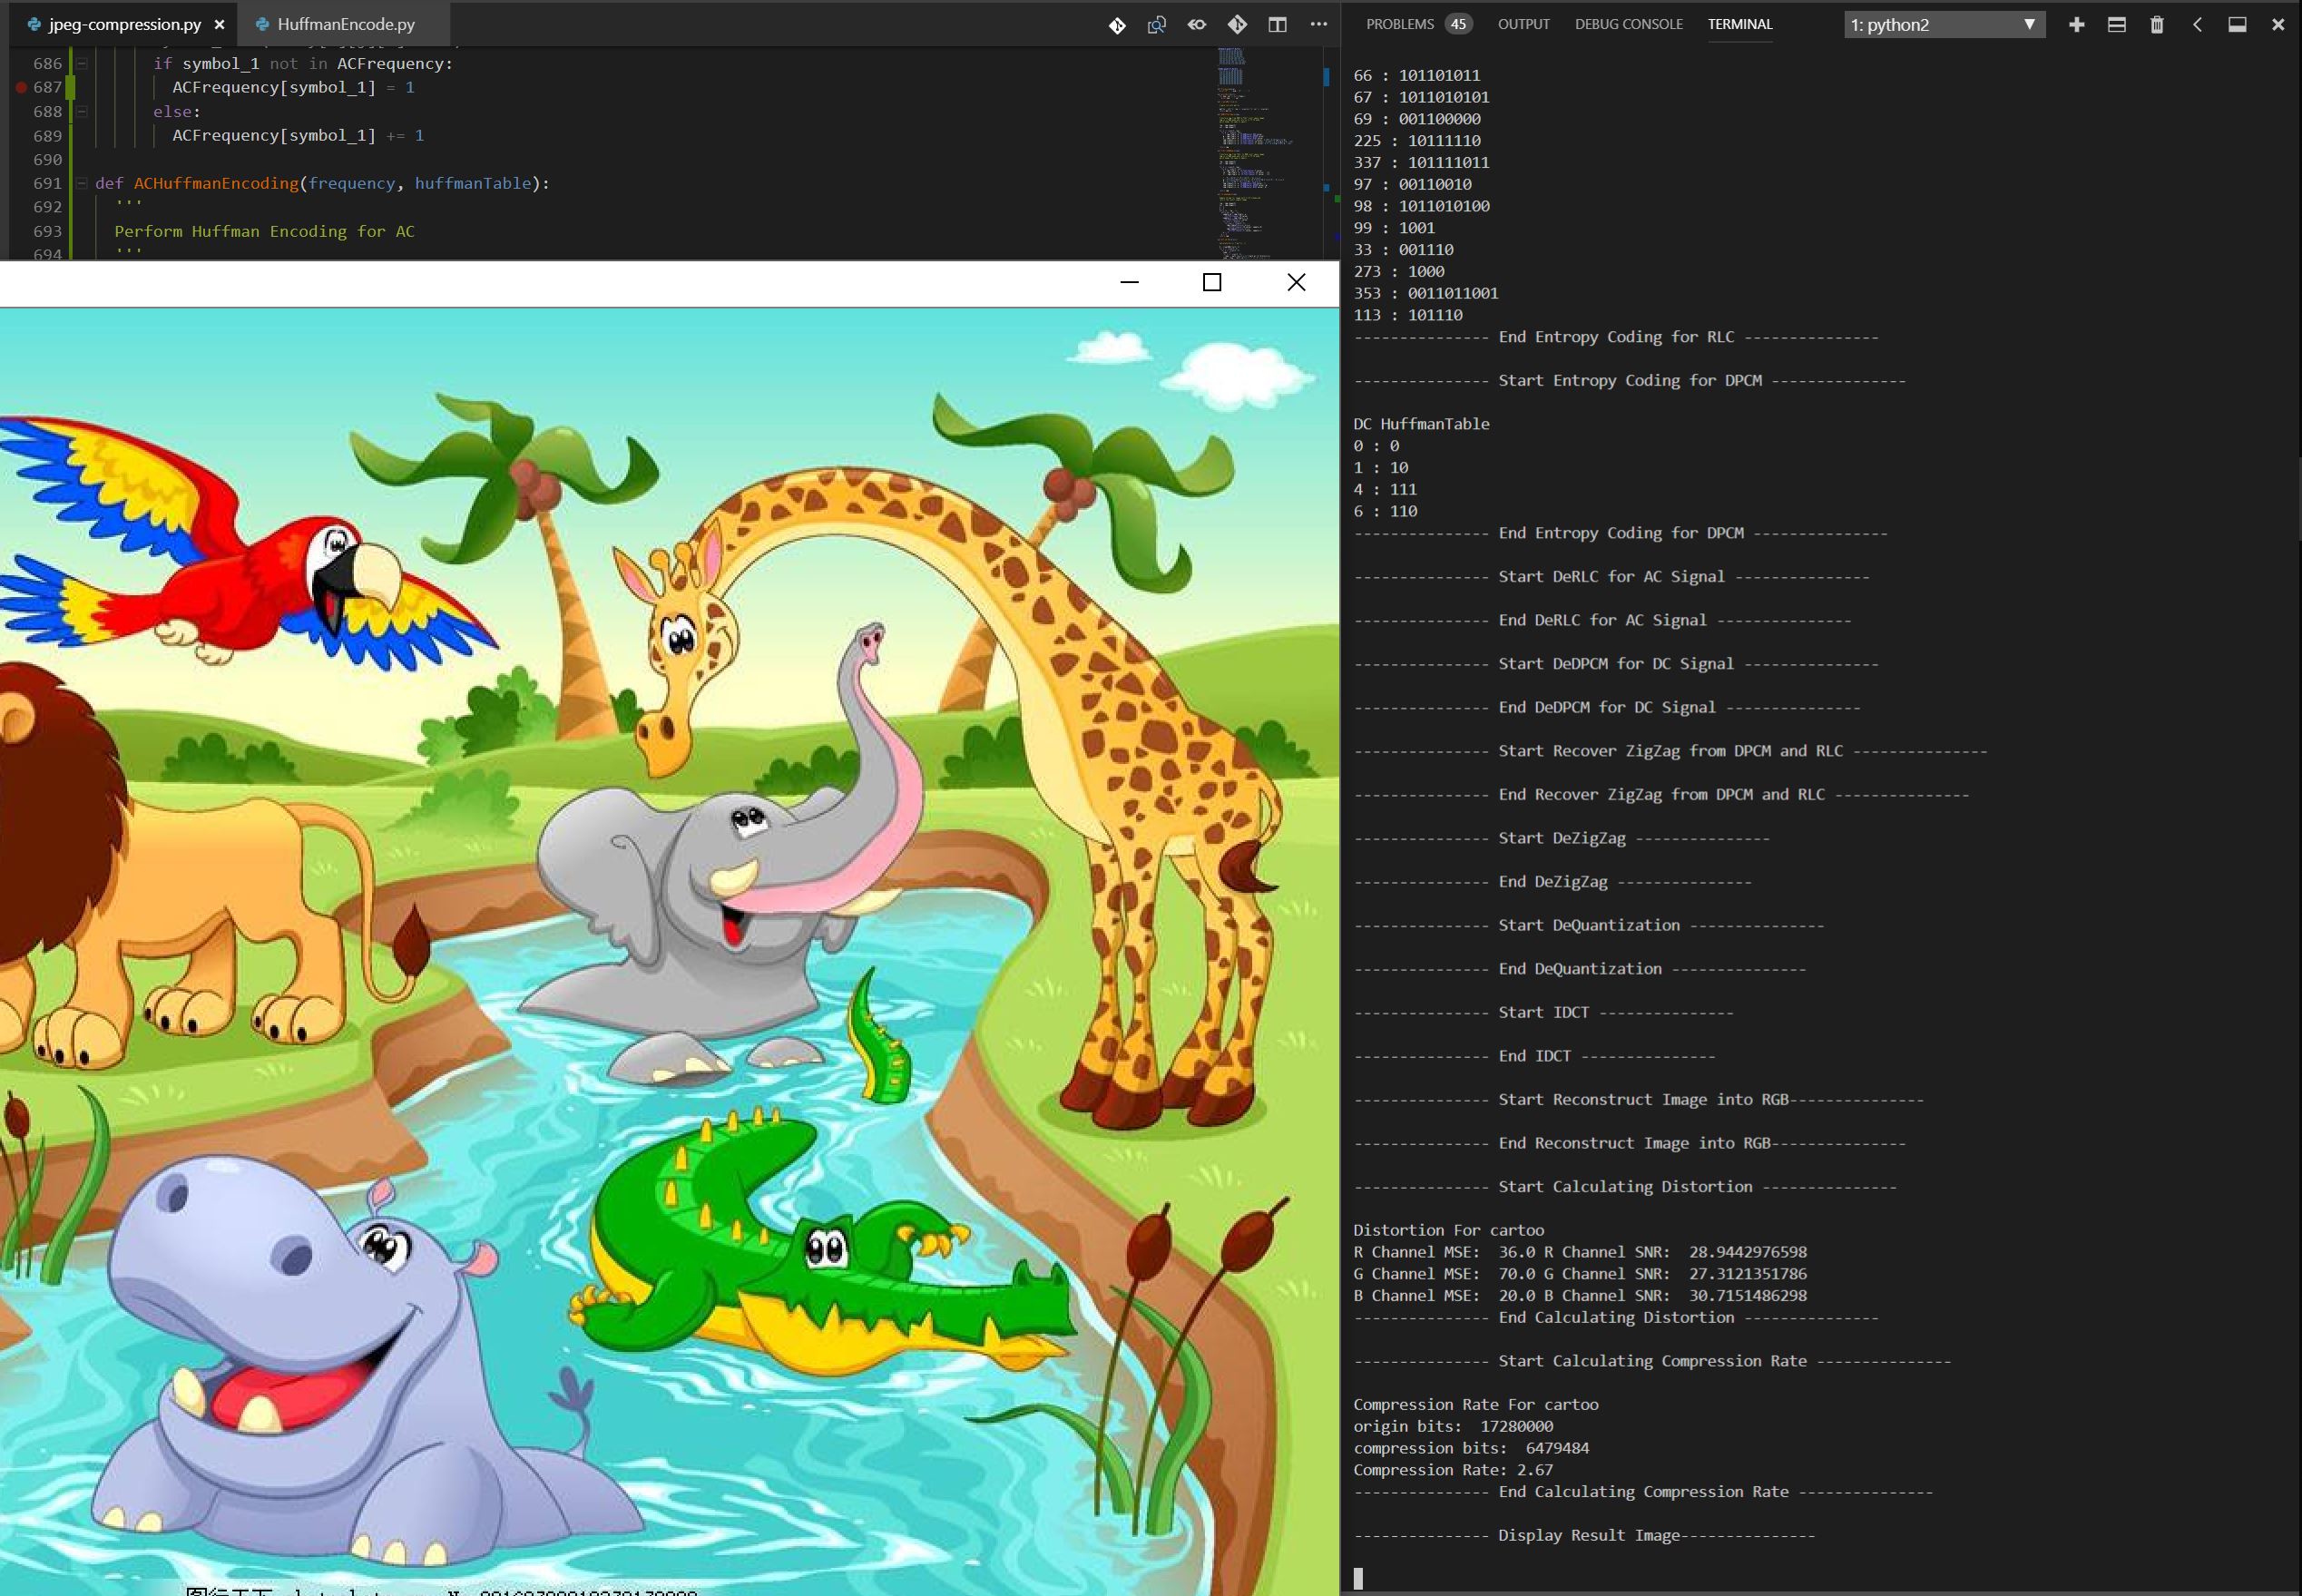 jpeg-compression.py
HuffmanEncode.py
686 if symbol_1 not in ACFrequency:
687 ACFrequency[symbol_1] = 1
688 else:
689 ACFrequency[symbol_1] += 1
690
691 def ACHuffmanEncoding(frequency, huffmanTable):
692 '''
693 Perform Huffman Encoding for AC
694 '''
PROBLEMS 45 OUTPUT DEBUG CONSOLE TERMINAL 1: python2
66 : 101101011
67 : 1011010101
69 : 001100000
225 : 10111110
337 : 101111011
97 : 00110010
98 : 1011010100
99 : 1001
33 : 001110
273 : 1000
353 : 0011011001
113 : 101110
--------------- End Entropy Coding for RLC ---------------
--------------- Start Entropy Coding for DPCM ---------------
DC HuffmanTable
0 : 0
1 : 10
4 : 111
6 : 110
--------------- End Entropy Coding for DPCM ---------------
--------------- Start DeRLC for AC Signal ---------------
--------------- End DeRLC for AC Signal ---------------
--------------- Start DeDPCM for DC Signal ---------------
--------------- End DeDPCM for DC Signal ---------------
--------------- Start Recover ZigZag from DPCM and RLC ---------------
--------------- End Recover ZigZag from DPCM and RLC ---------------
--------------- Start DeZigZag ---------------
--------------- End DeZigZag ---------------
--------------- Start DeQuantization ---------------
--------------- End DeQuantization ---------------
--------------- Start IDCT ---------------
--------------- End IDCT ---------------
--------------- Start Reconstruct Image into RGB---------------
--------------- End Reconstruct Image into RGB---------------
--------------- Start Calculating Distortion ---------------
Distortion For cartoo
R Channel MSE:  36.0 R Channel SNR:  28.9442976598
G Channel MSE:  70.0 G Channel SNR:  27.3121351786
B Channel MSE:  20.0 B Channel SNR:  30.7151486298
--------------- End Calculating Distortion ---------------
--------------- Start Calculating Compression Rate ---------------
Compression Rate For cartoo
origin bits:  17280000
compression bits:  6479484
Compression Rate: 2.67
--------------- End Calculating Compression Rate ---------------
--------------- Display Result Image---------------